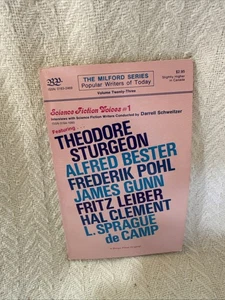 THE MILFORD SERIES
Popular Writers of Today
Volume Twenty-Three
Science Fiction Voices #1
Interviews with Science Fiction Writers Conducted by Darrell Schweitzer
Featuring
THEODORE
STURGEON
ALFRED BESTER
FREDERIK POHL
JAMES GUNN
FRITZ LEIBER
HAL CLEMENT
L. SPRAGUE
de CAMP